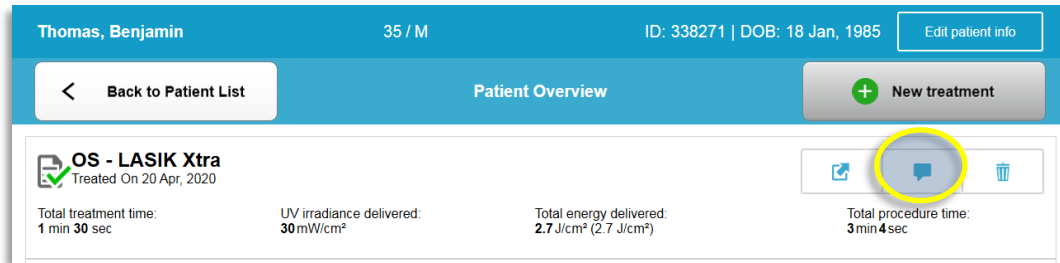 Thomas, Benjamin 35 / M ID: 338271 | DOB: 18 Jan, 1985 Edit patient info
Back to Patient List Patient Overview New treatment
OS - LASIK Xtra
Treated On 20 Apr, 2020
Total treatment time: UV irradiance delivered: Total energy delivered: Total procedure time:
1 min 30 sec 30 mW/cm² 2.7 J/cm² (2.7 J/cm²) 3 min 4 sec